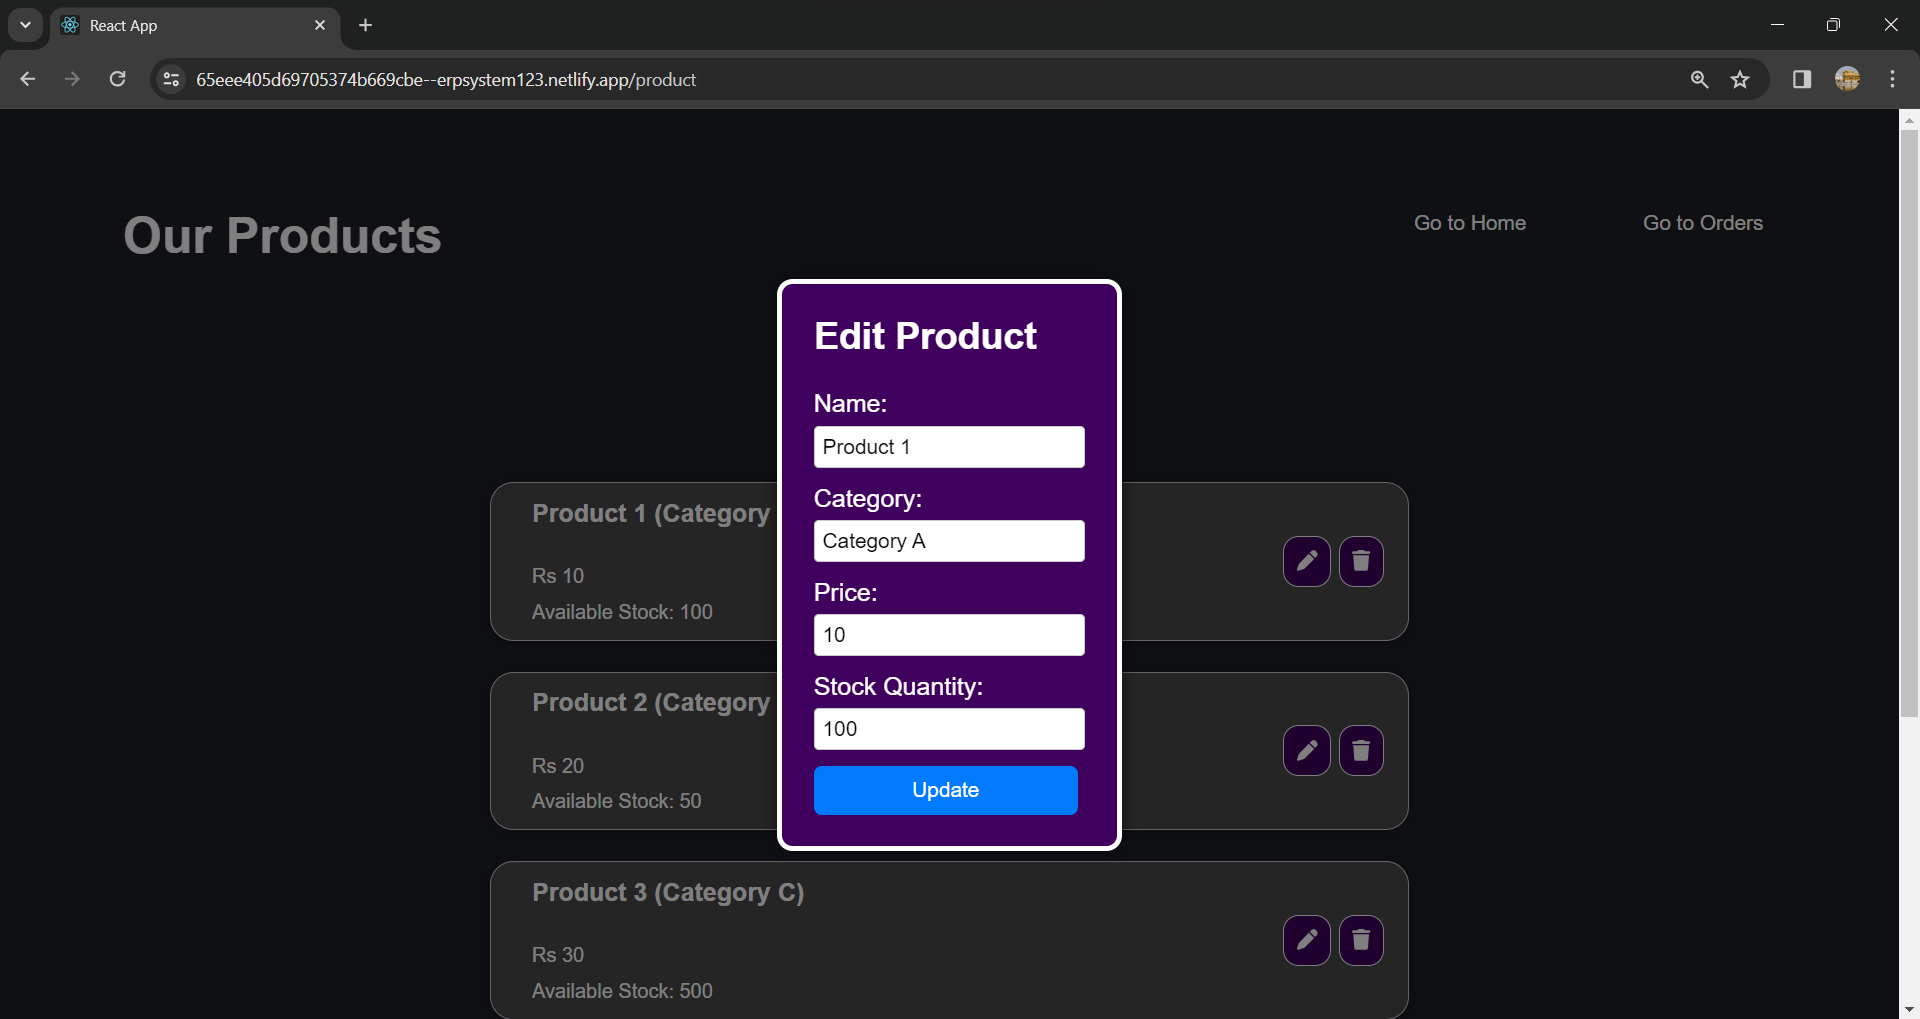 React App
65eee405d69705374b669cbe--erpsystem123.netlify.app/product
Our Products
Go to Home
Go to Orders
Edit Product
Name:
Product 1
Category:
Category A
Price:
10
Stock Quantity:
100
Update
Product 1 (Category
Rs 10
Available Stock: 100
Product 2 (Category
Rs 20
Available Stock: 50
Product 3 (Category C)
Rs 30
Available Stock: 500